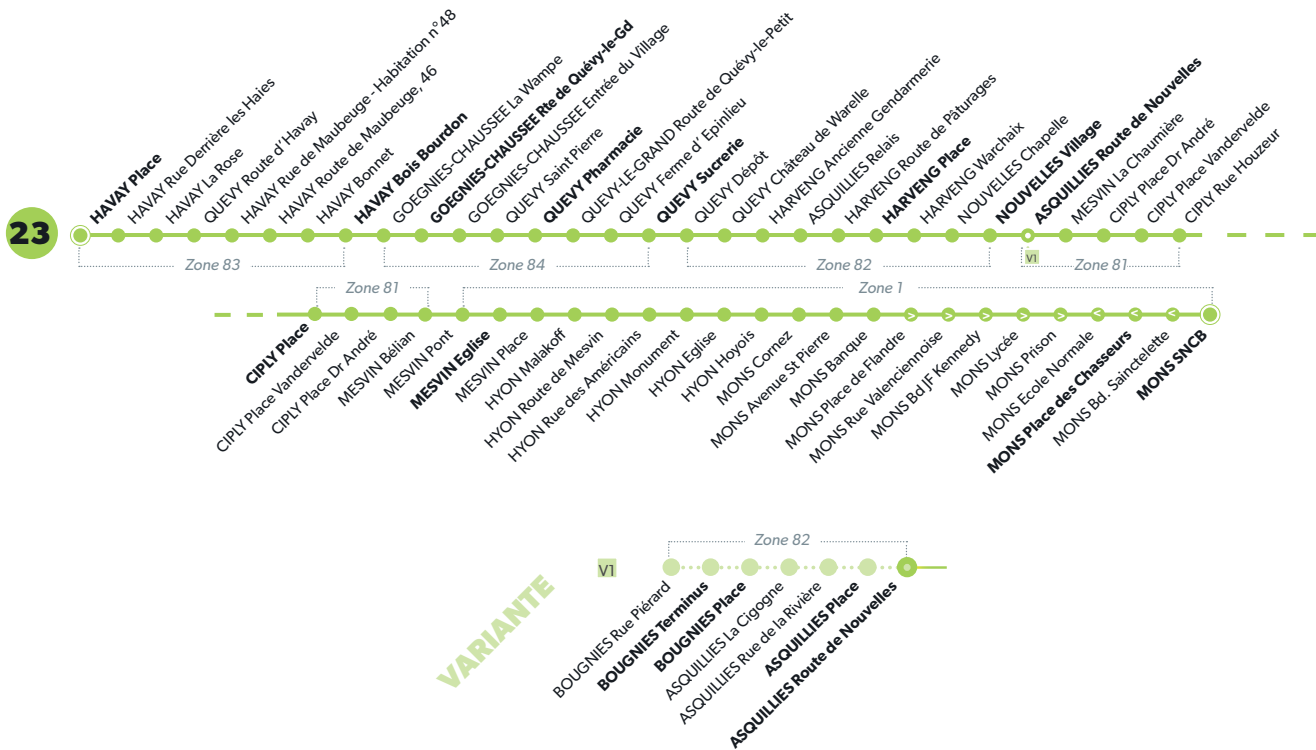 23
HAVAY Place
HAVAY Rue Derrière les Haies
HAVAY La Rose
QUEVY Route d' Havay
HAVAY Rue de Maubeuge - Habitation n°48
HAVAY Route de Maubeuge, 46
HAVAY Bonnet
HAVAY Bois Bourdon
GOEGNIES-CHAUSSEE La Wampe
GOEGNIES-CHAUSSEE Rte de Quévy-le-Gd
GOEGNIES-CHAUSSEE Entrée du Village
QUEVY Saint Pierre
QUEVY Pharmacie
QUEVY-LE-GRAND Route de Quévy-le-Petit
QUEVY Ferme d' Epinlieu
QUEVY Sucrerie
QUEVY Dépôt
QUEVY Château de Warelle
HARVENG Ancienne Gendarmerie
ASQUILLIES Relais
HARVENG Route de Pâturages
HARVENG Place
HARVENG Warchaix
NOUVELLES Chapelle
NOUVELLES Village
ASQUILLIES Route de Nouvelles
MESVIN La Chaumière
CIPLY Place Dr André
CIPLY Place Vandervelde
CIPLY Rue Houzeur
V1
Zone 83
Zone 84
Zone 82
Zone 81
Zone 81
Zone 1
> > > > > < < <
CIPLY Place
CIPLY Place Vandervelde
CIPLY Place Dr André
MESVIN Bélian
MESVIN Pont
MESVIN Eglise
MESVIN Place
HYON Malakoff
HYON Route de Mesvin
HYON Rue des Américains
HYON Monument
HYON Eglise
HYON Hoyois
MONS Cornez
MONS Avenue St Pierre
MONS Banque
MONS Place de Flandre
MONS Rue Valenciennoise
MONS Bd JF Kennedy
MONS Lycée
MONS Prison
MONS Ecole Normale
MONS Place des Chasseurs
MONS Bd. Sainctelette
MONS SNCB
VARIANTE
V1
Zone 82
BOUGNIES Rue Piérard
BOUGNIES Terminus
BOUGNIES Place
ASQUILLIES La Cigogne
ASQUILLIES Rue de la Rivière
ASQUILLIES Place
ASQUILLIES Route de Nouvelles